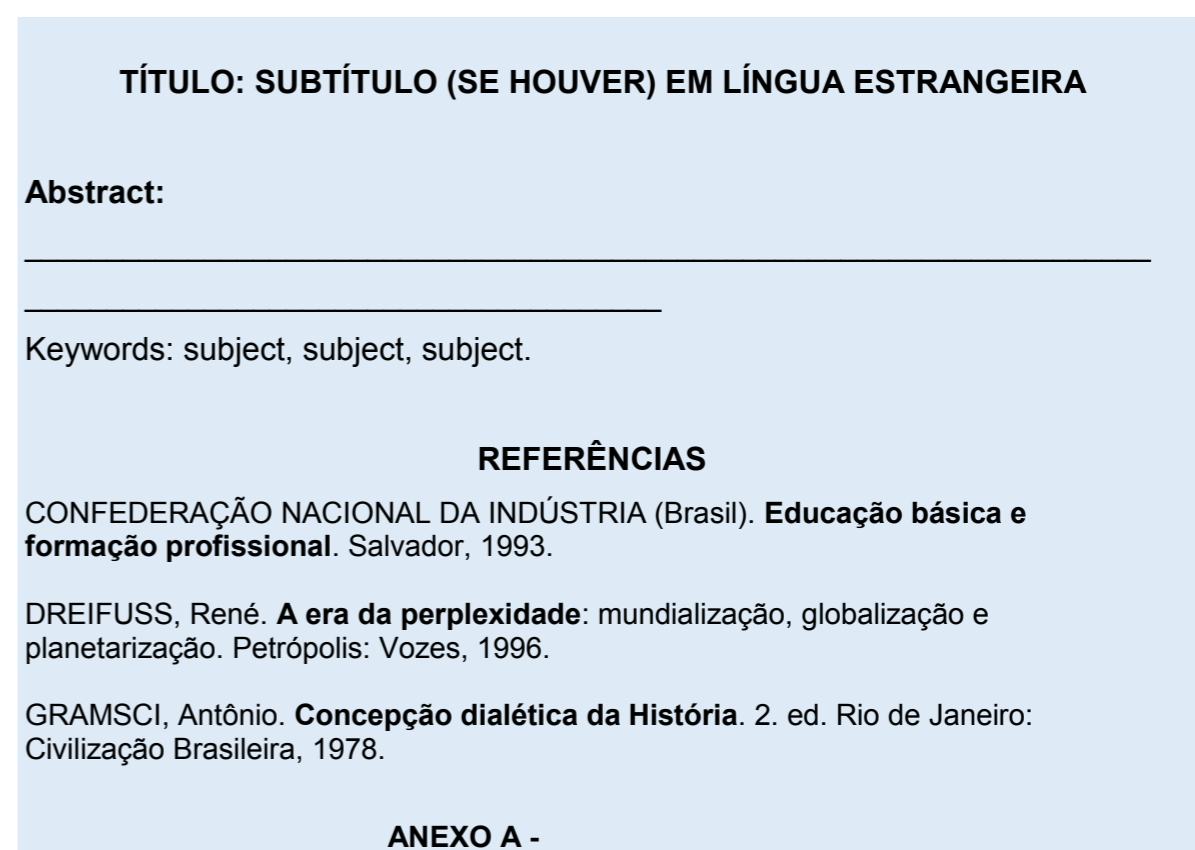 TÍTULO: SUBTÍTULO (SE HOUVER) EM LÍNGUA ESTRANGEIRA
Abstract:
Keywords: subject, subject, subject.
REFERÊNCIAS
CONFEDERAÇÃO NACIONAL DA INDÚSTRIA (Brasil). Educação básica e
formação profissional. Salvador, 1993.
DREIFUSS, René. A era da perplexidade: mundialização, globalização e
planetarização. Petrópolis: Vozes, 1996.
GRAMSCI, Antônio. Concepção dialética da História. 2. ed. Rio de Janeiro:
Civilização Brasileira, 1978.
ANEXO A -